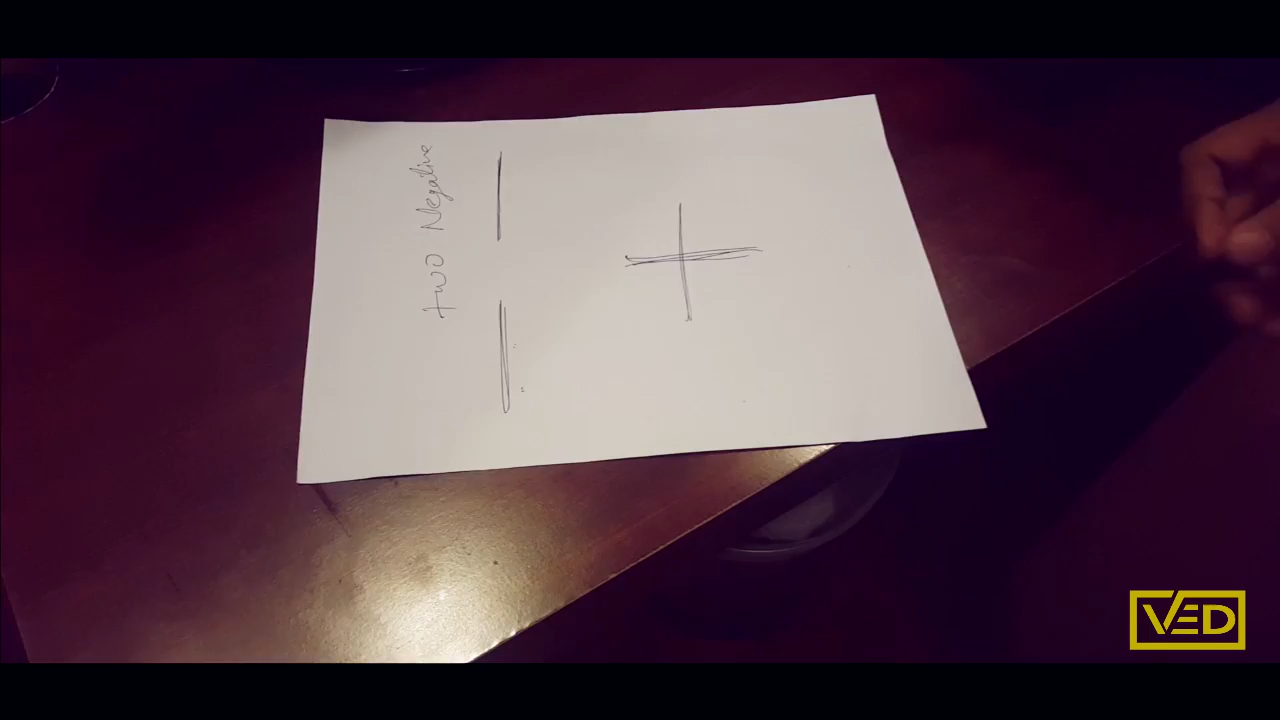 two Negative
— —
+
VED